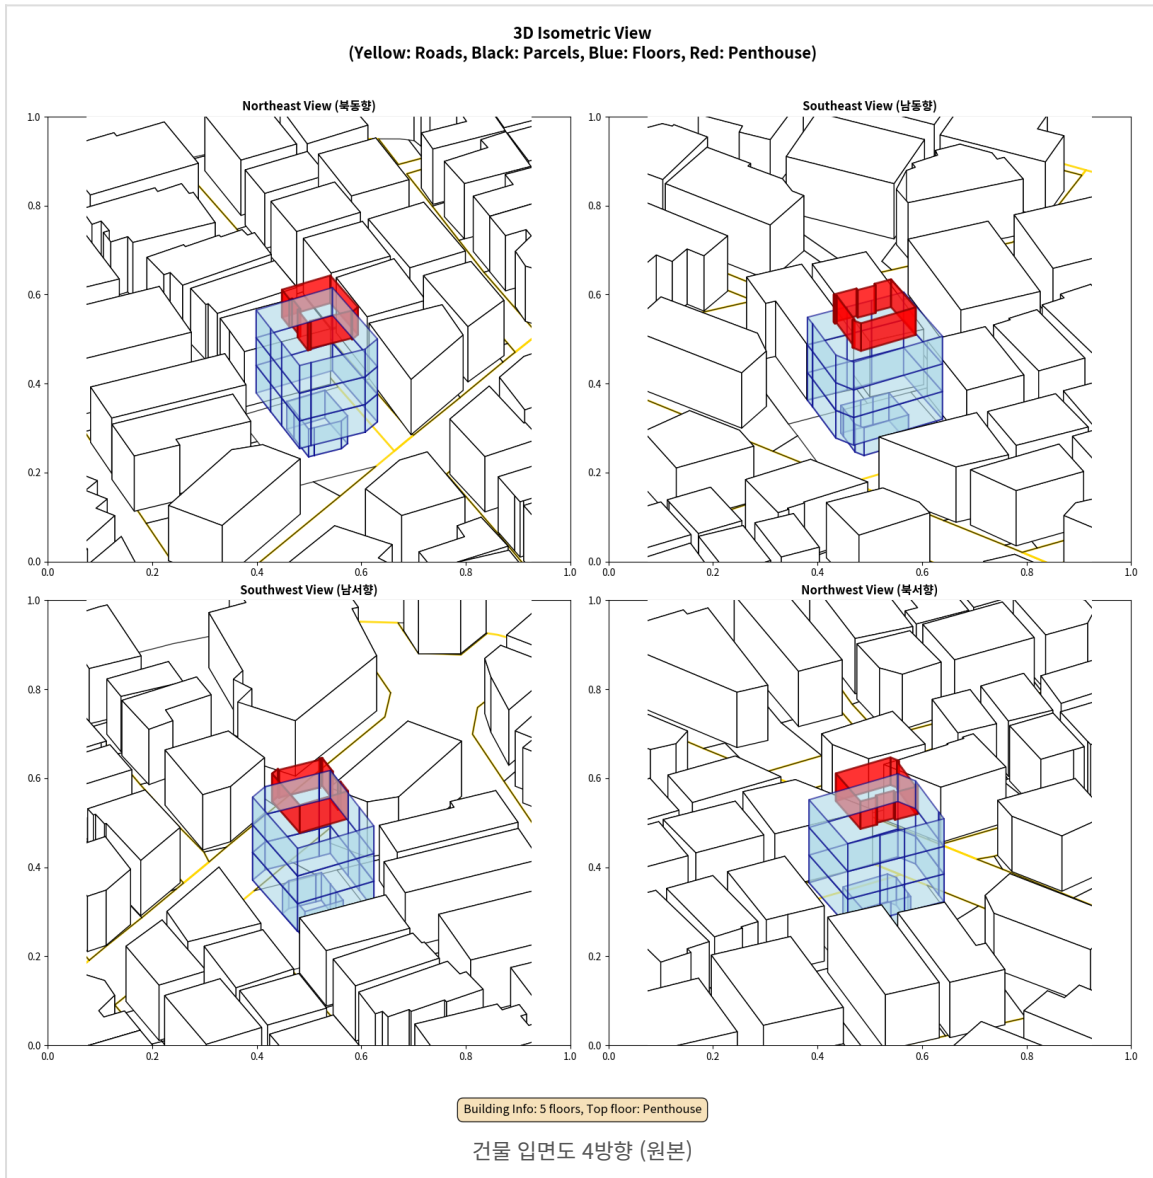 3D Isometric View
(Yellow: Roads, Black: Parcels, Blue: Floors, Red: Penthouse)
Northeast View (북동향)
1.0
0.8
0.6
0.4
0.2
0.0
0.0 0.2 0.4 0.6 0.8 1.0
Southeast View (남동향)
1.0
0.8
0.6
0.4
0.2
0.0
0.0 0.2 0.4 0.6 0.8 1.0
Southwest View (남서향)
1.0
0.8
0.6
0.4
0.2
0.0
0.0 0.2 0.4 0.6 0.8 1.0
Northwest View (북서향)
1.0
0.8
0.6
0.4
0.2
0.0
0.0 0.2 0.4 0.6 0.8 1.0
Building Info: 5 floors, Top floor: Penthouse
건물 입면도 4방향 (원본)